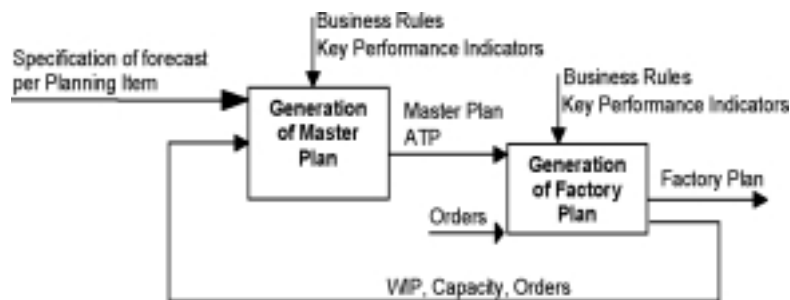 Business Rules
Key Performance Indicators
Specification of forecast
per Planning Item
Generation
of Master
Plan
Master Plan
ATP
Business Rules
Key Performance Indicators
Generation
of Factory
Plan
Factory Plan
Orders
WIP, Capacity, Orders